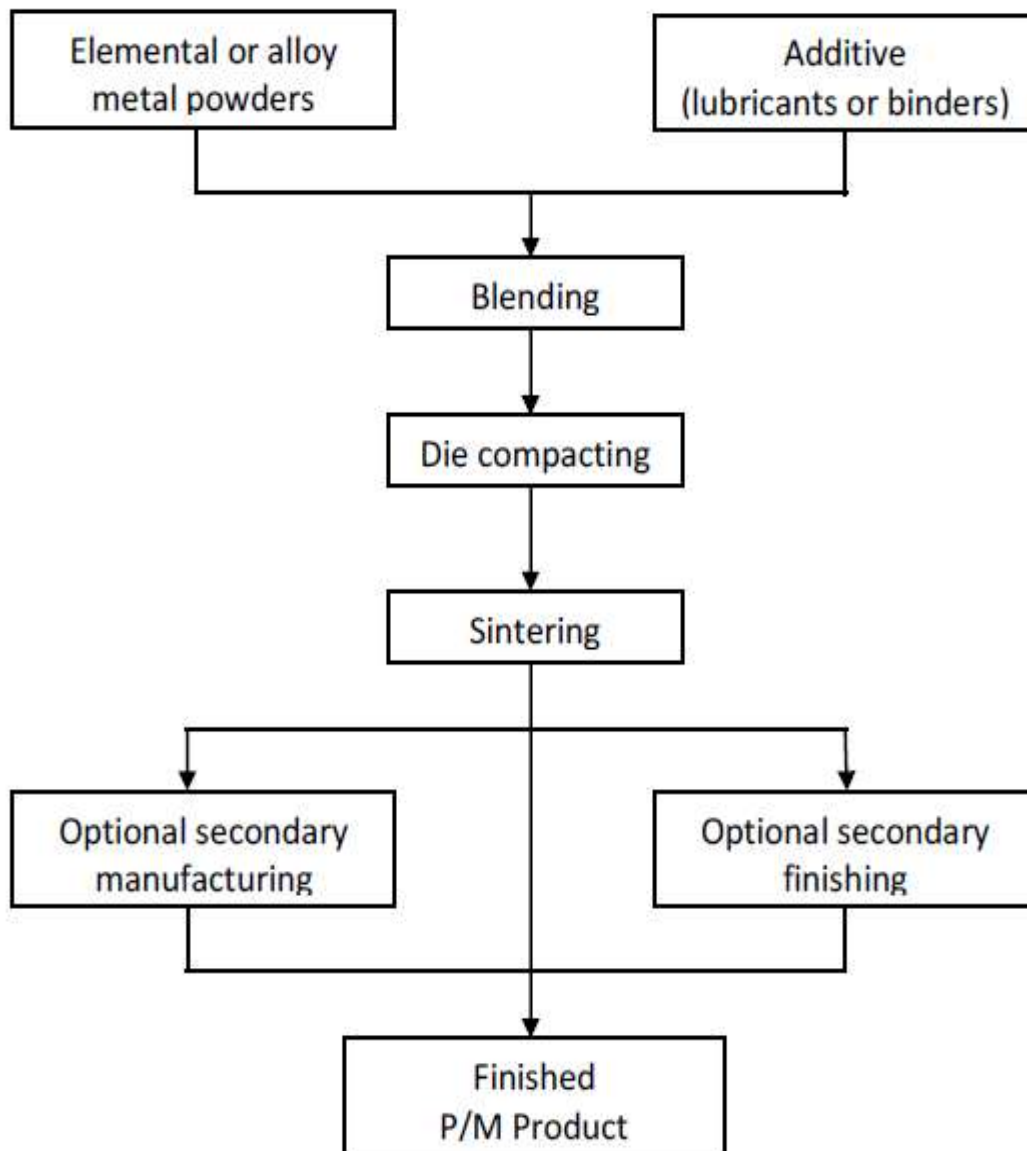 Elemental or alloy
metal powders
Additive
(lubricants or binders)
Blending
Die compacting
Sintering
Optional secondary
manufacturing
Optional secondary
finishing
Finished
P/M Product